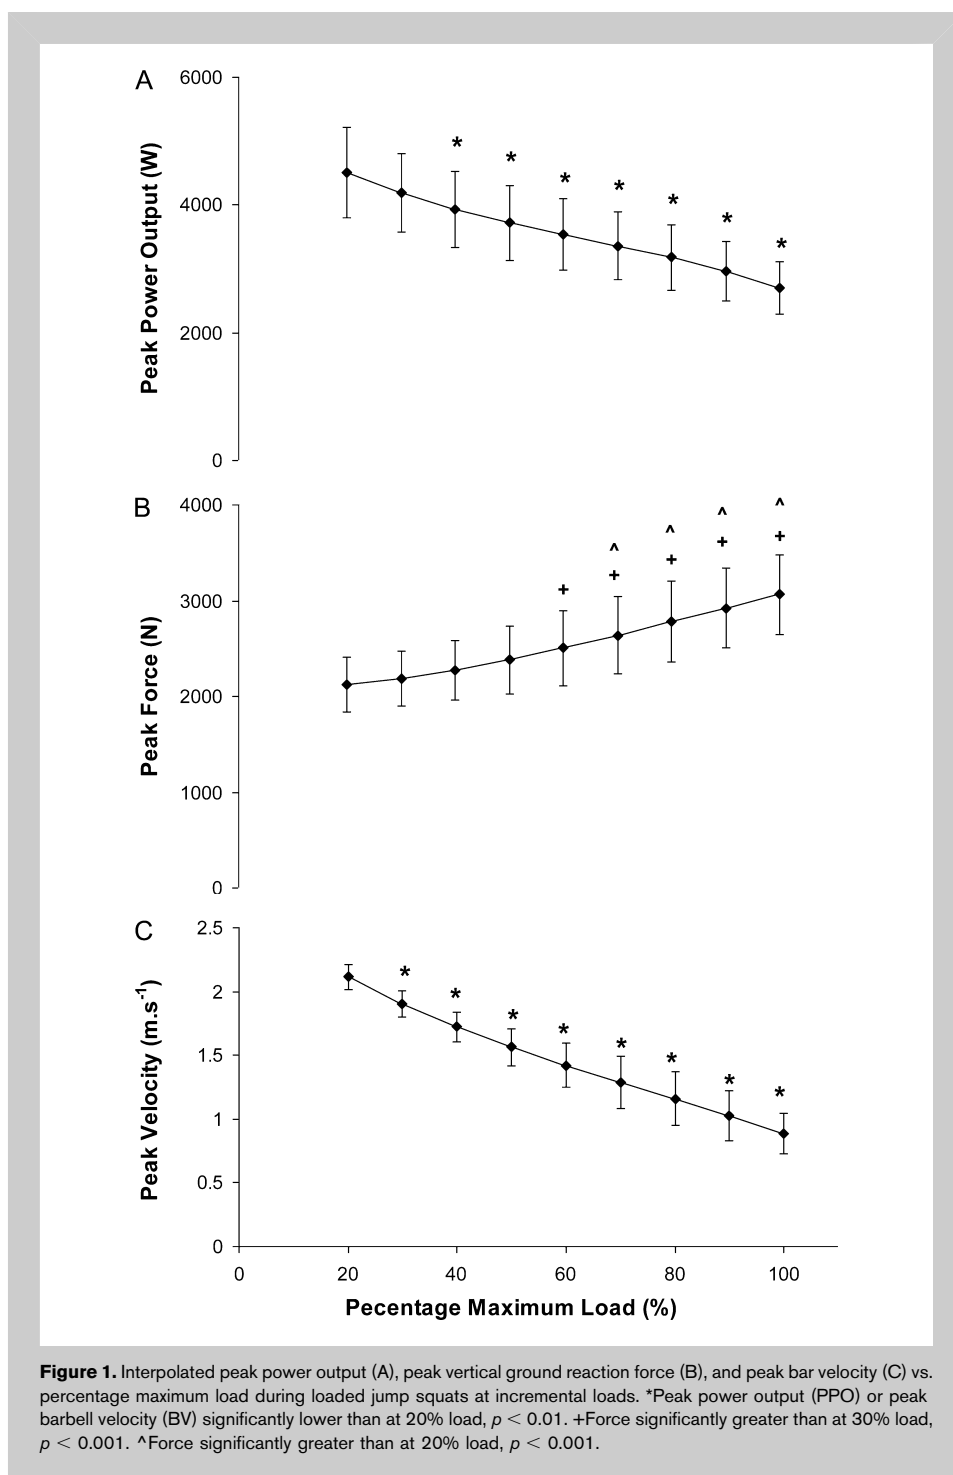 A
6000
4000
2000
0
Peak Power Output (W)
* * * * * * *
B
4000
3000
2000
1000
0
Peak Force (N)
^ ^ ^ ^
+ + + + +
C
2.5
2
1.5
1
0.5
0
Peak Velocity (m.s-1)
* * * * * * * *
0 20 40 60 80 100
Pecentage Maximum Load (%)
Figure 1. Interpolated peak power output (A), peak vertical ground reaction force (B), and peak bar velocity (C) vs.
percentage maximum load during loaded jump squats at incremental loads. *Peak power output (PPO) or peak
barbell velocity (BV) significantly lower than at 20% load, p < 0.01. +Force significantly greater than at 30% load,
p < 0.001. ^Force significantly greater than at 20% load, p < 0.001.